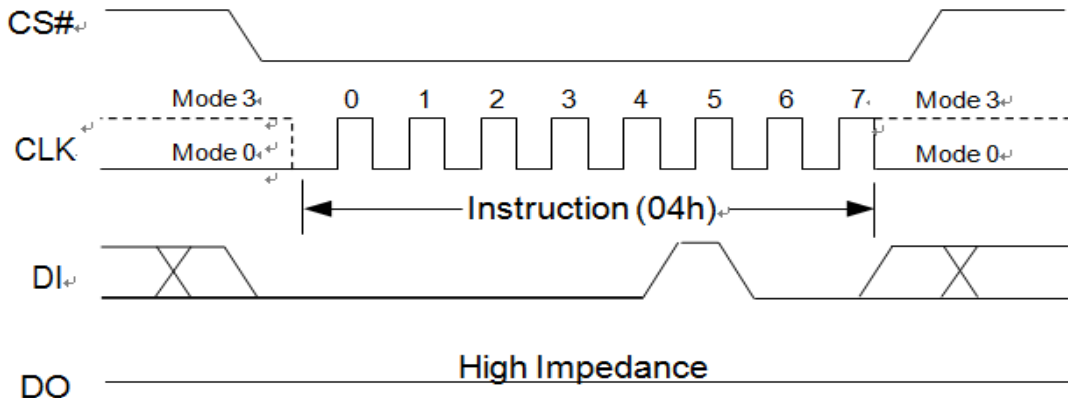 CS#
Mode 3 0 1 2 3 4 5 6 7 Mode 3
CLK Mode 0 Mode 0
Instruction (04h)
DI
High Impedance
DO